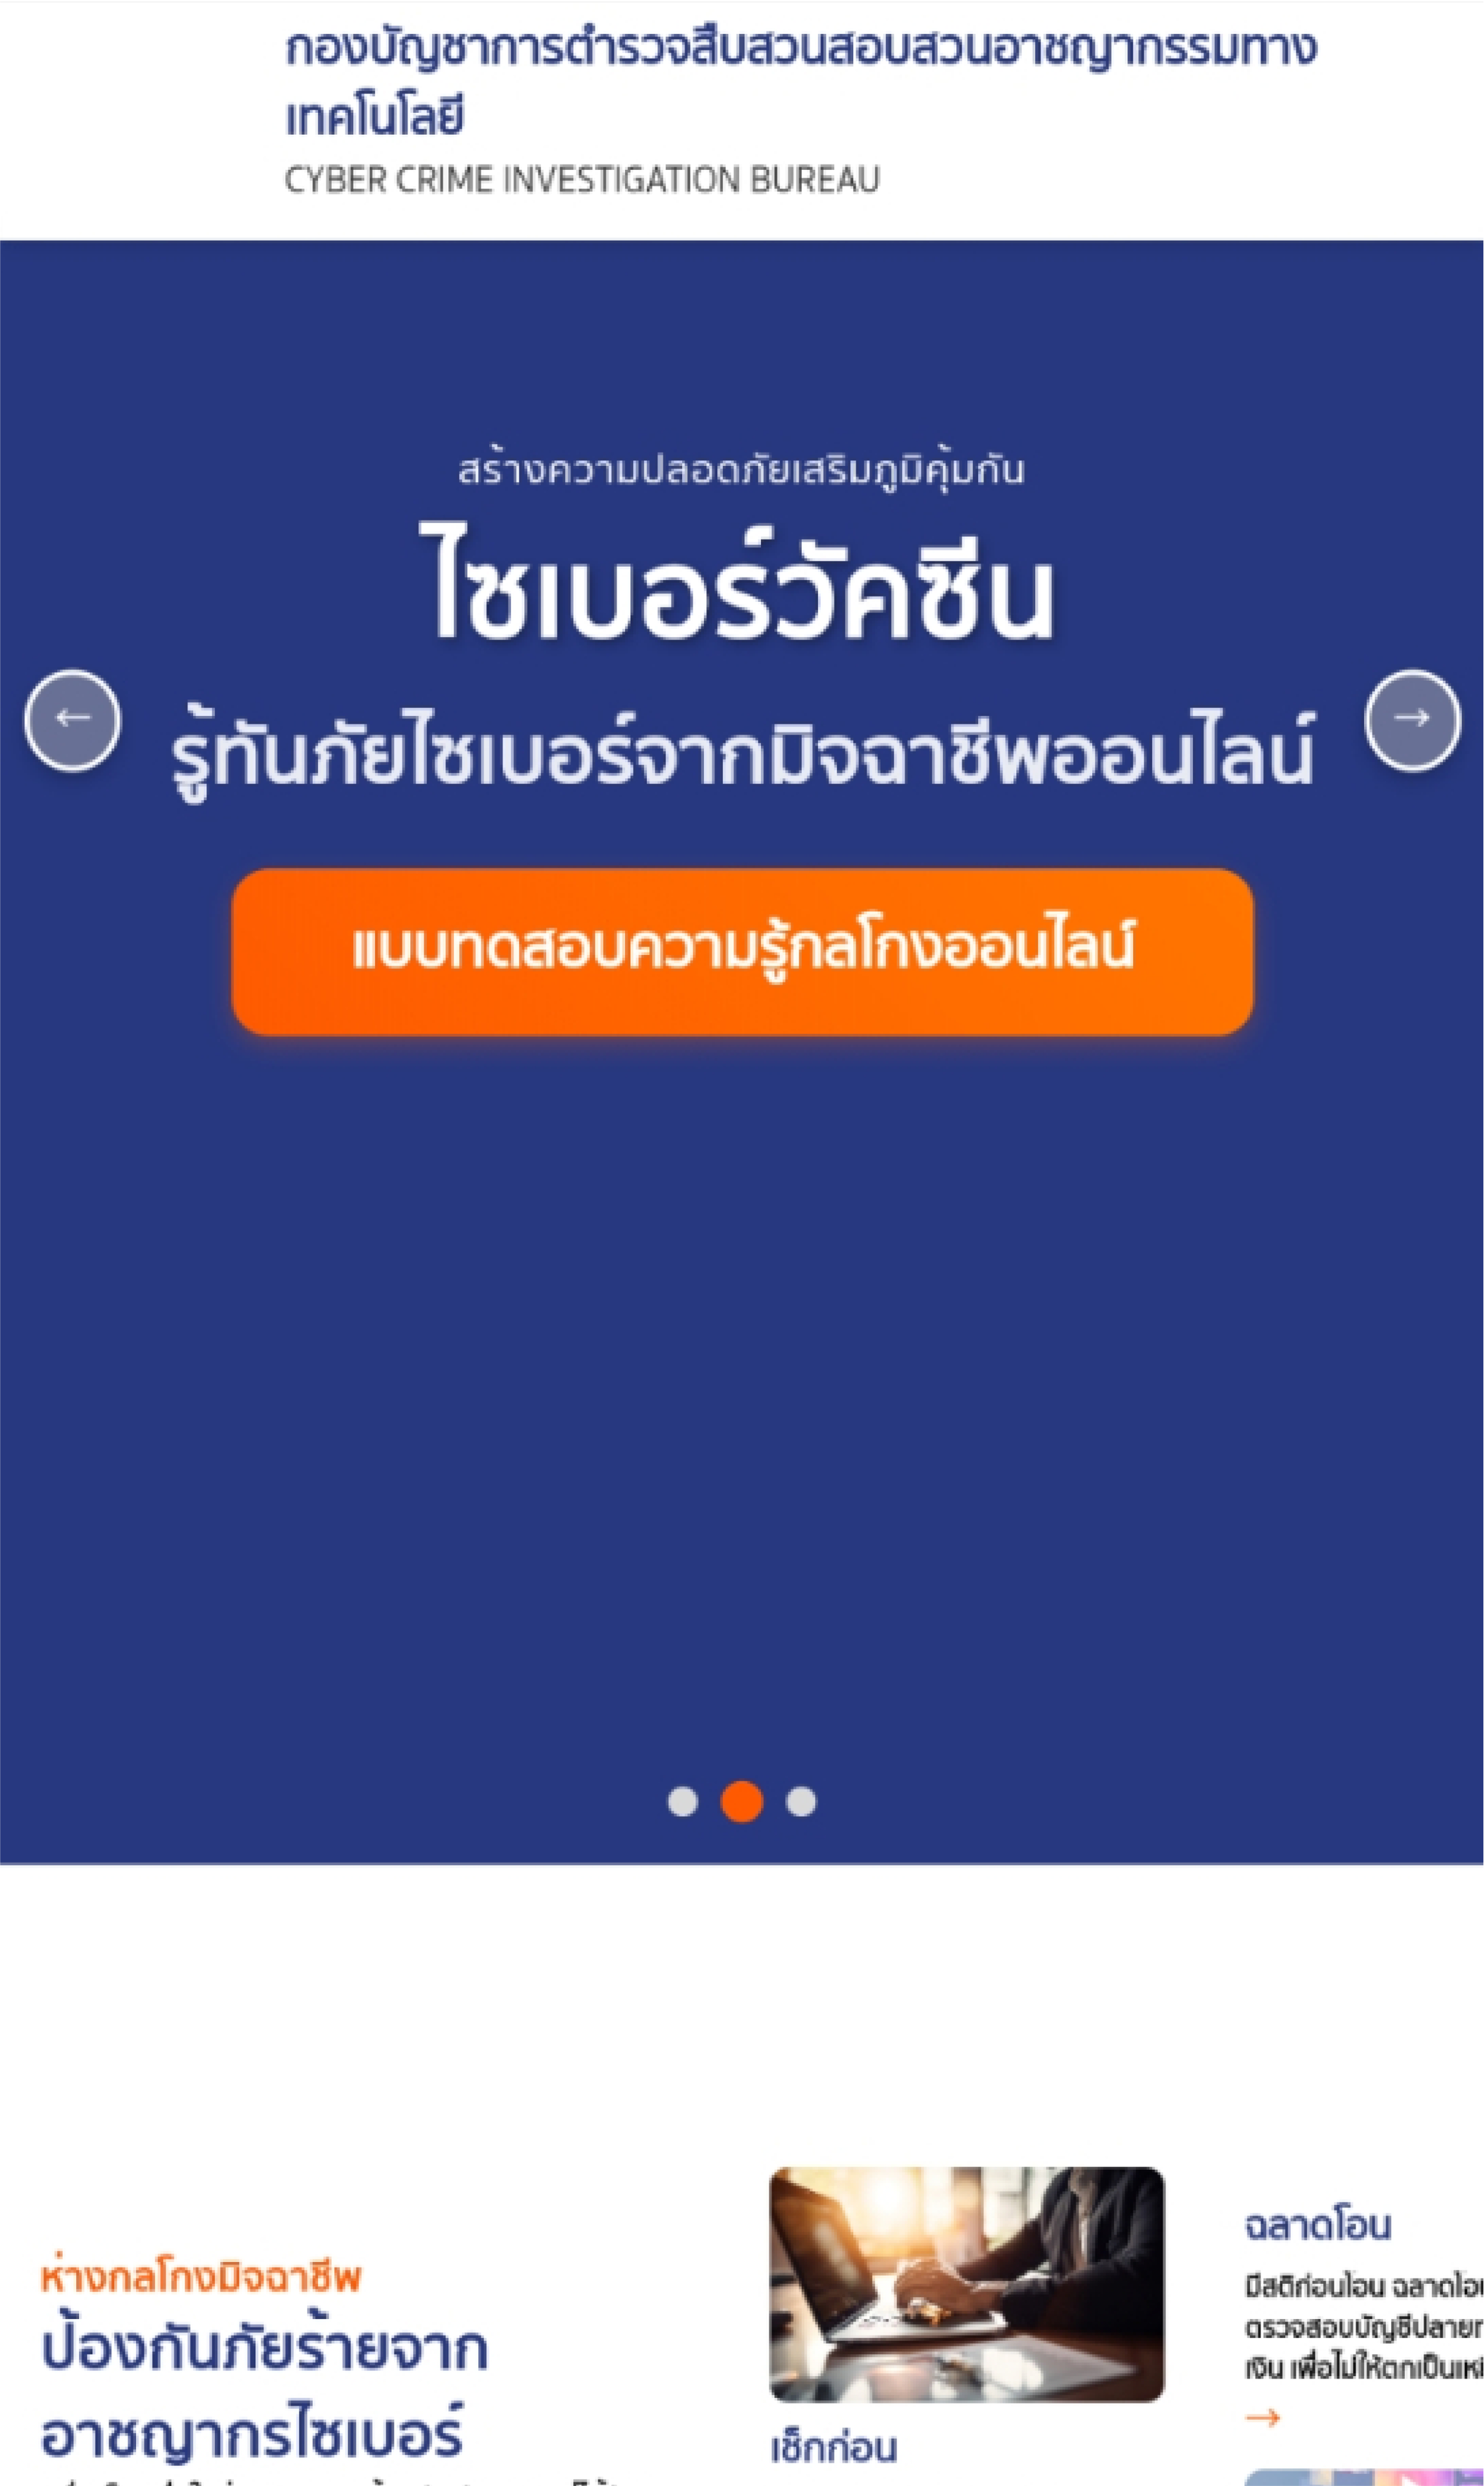 กองบัญชาการตำรวจสืบสวนสอบสวนอาชญากรรมทาง
เทคโนโลยี
CYBER CRIME INVESTIGATION BUREAU
สร้างความปลอดภัยเสริมภูมิคุ้มกัน
ไซเบอร์วัคซีน
รู้ทันภัยไซเบอร์จากมิจฉาชีพออนไลน์
←
→
แบบทดสอบความรู้กลโกงออนไลน์
ห่างกลโกงมิจฉาชีพ
ป้องกันภัยร้ายจาก
อาชญากรไซเบอร์
เช็กก่อน
ฉลาดโอน
มีสติก่อนโอน ฉลาดโอ
ตรวจสอบบัญชีปลาย
เงิน เพื่อไม่ให้ตกเป็น
→